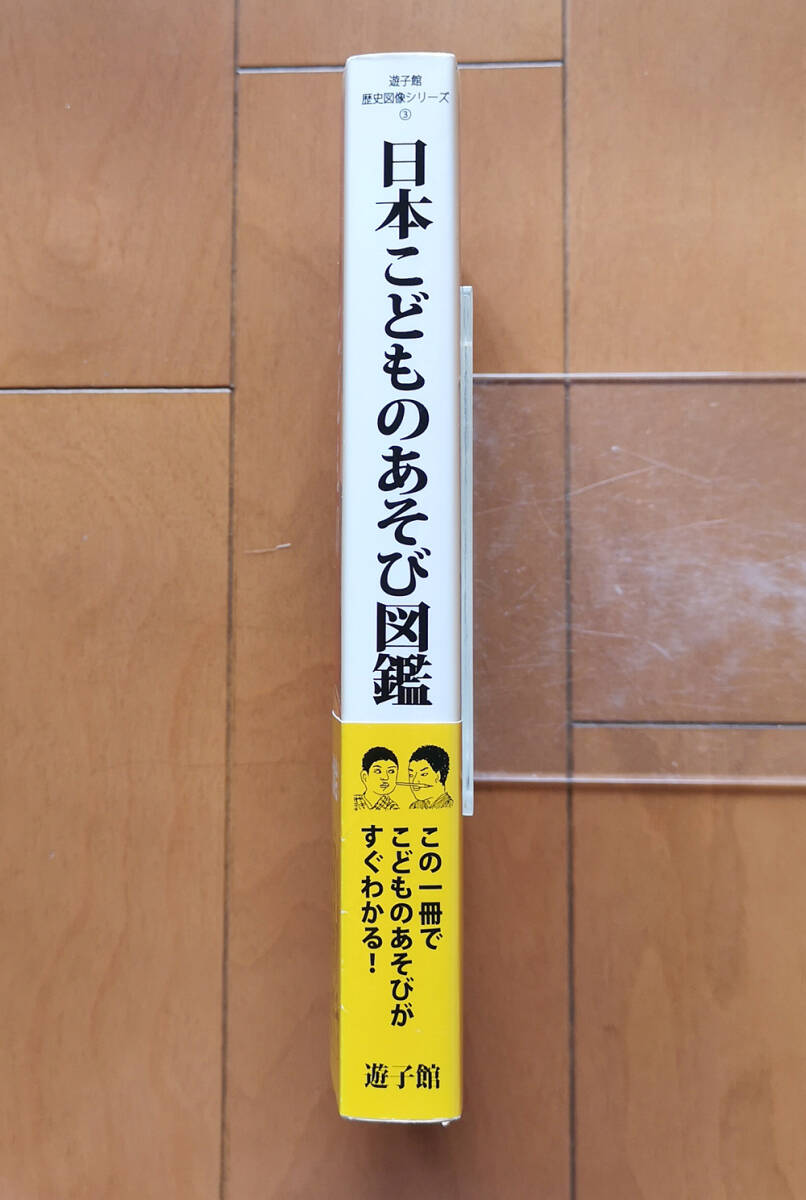 遊子館
歴史図像シリーズ
③
日本こどものあそび図鑑
この一冊で
こどものあそびが
すぐわかる！
遊子館